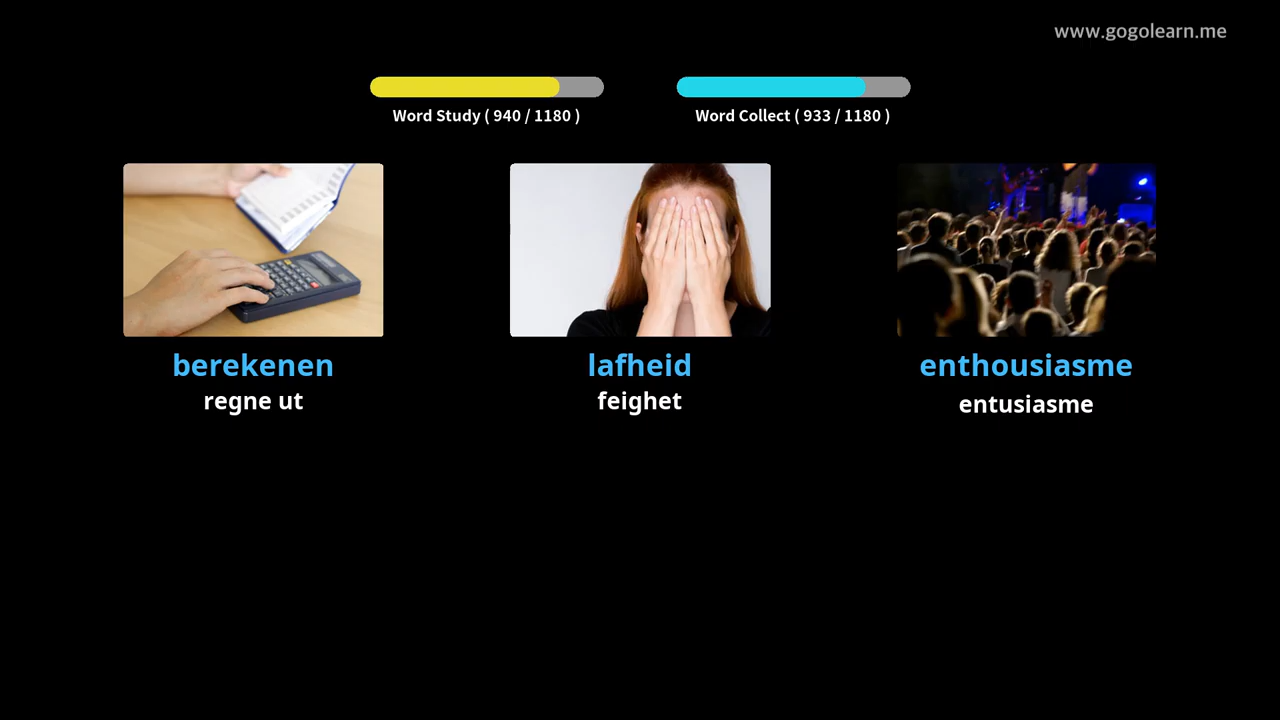 www.gogolearn.me
Word Study ( 940 / 1180 )
Word Collect ( 933 / 1180 )
berekenen
regne ut
lafheid
feighet
enthousiasme
entusiasme